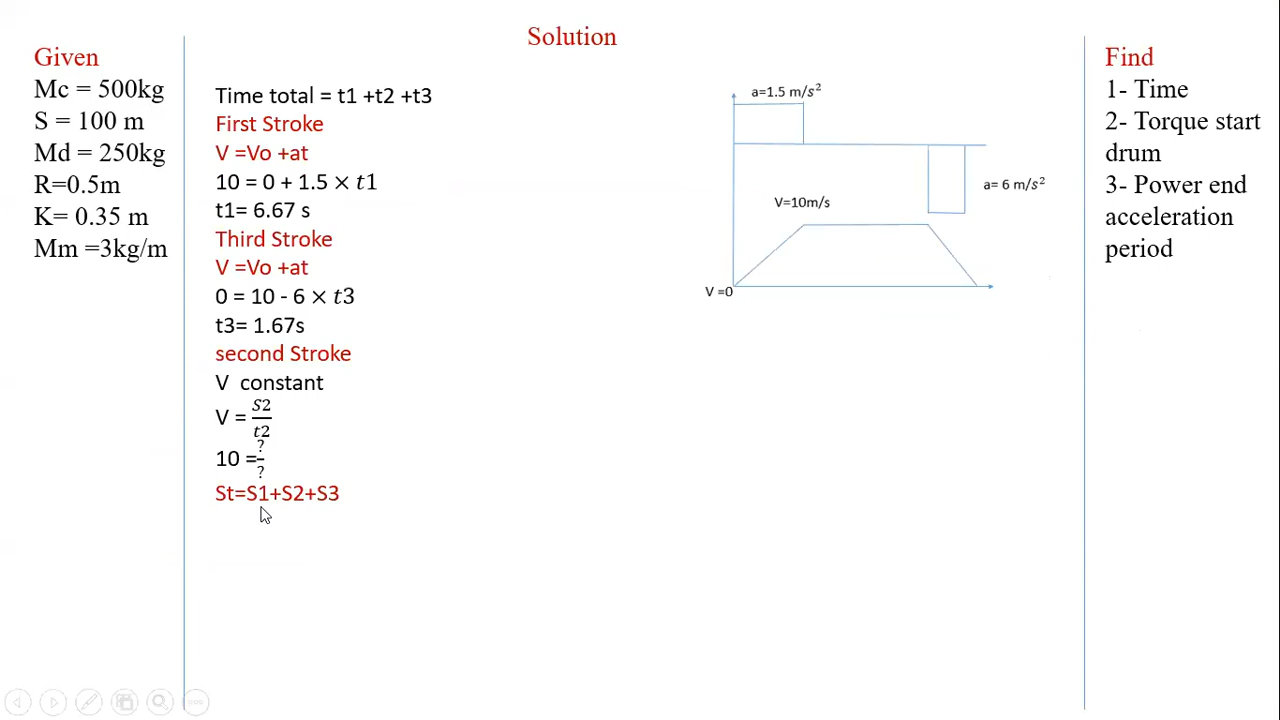 Solution
Given
Mc = 500kg
S = 100 m
Md = 250kg
R=0.5m
K= 0.35 m
Mm =3kg/m
Time total = t1 +t2 +t3
First Stroke
V =Vo +at
10 = 0 + 1.5 × t1
t1= 6.67 s
Third Stroke
V =Vo +at
0 = 10 - 6 × t3
t3= 1.67s
second Stroke
V constant
V = S2/t2
10 =?/?
St=S1+S2+S3
a=1.5 m/s²
a= 6 m/s²
V=10m/s
V =0
Find
1- Time
2- Torque start
drum
3- Power end
acceleration
period